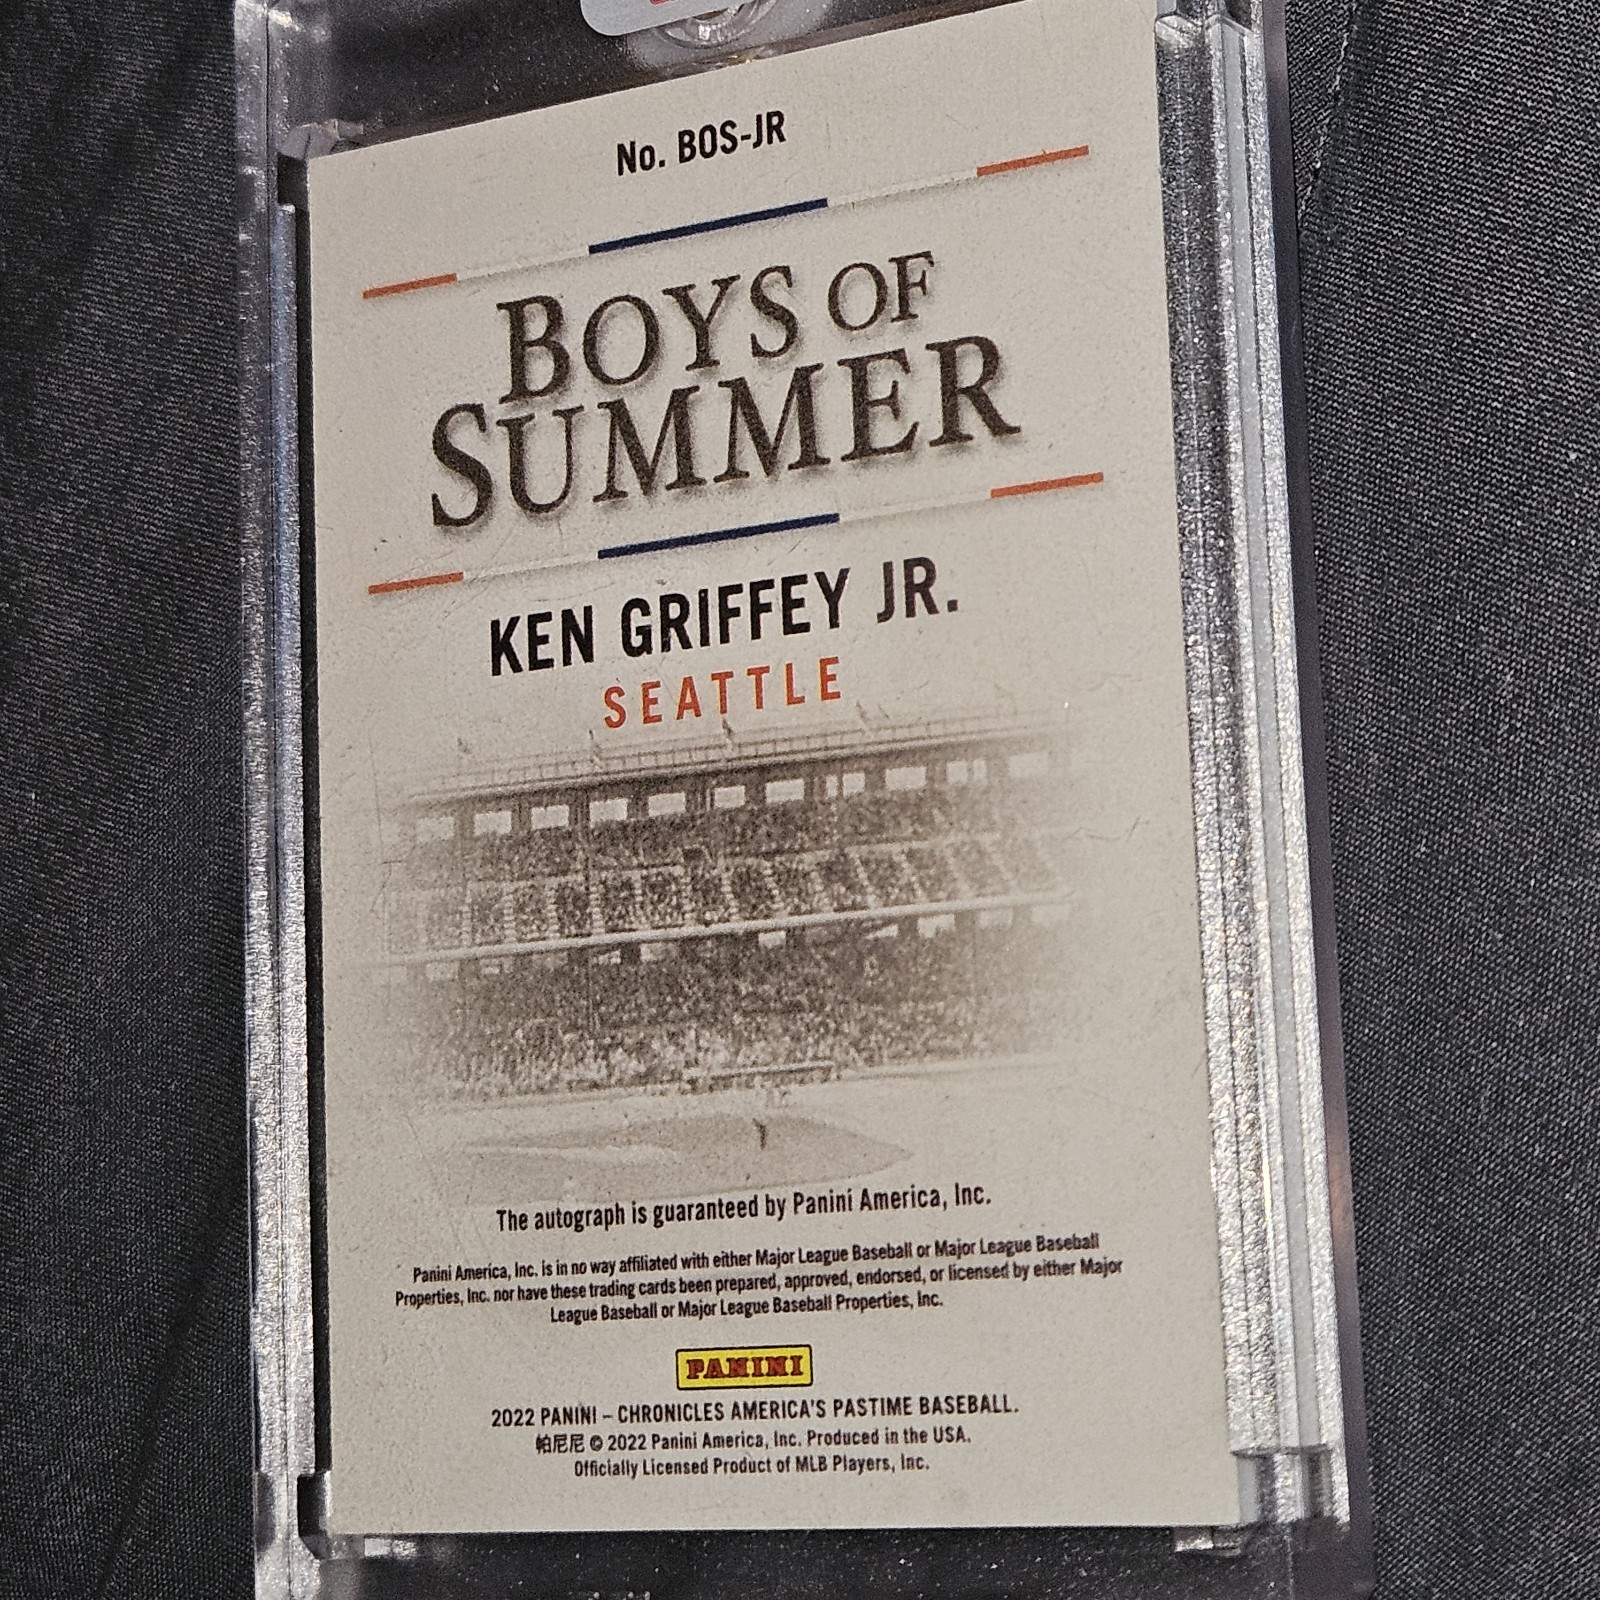 No. BOS-JR
BOYS OF
SUMMER
KEN GRIFFEY JR.
SEATTLE
The autograph is guaranteed by Panini America, Inc.
Panini America, Inc. is in no way affiliated with either Major League Baseball or Major League Baseball
Properties, Inc. nor have these trading cards been prepared, approved, endorsed, or licensed by either Major
League Baseball or Major League Baseball Properties, Inc.
PANINI
2022 PANINI – CHRONICLES AMERICA'S PASTIME BASEBALL.
帕尼尼 © 2022 Panini America, Inc. Produced in the USA.
Officially Licensed Product of MLB Players, Inc.